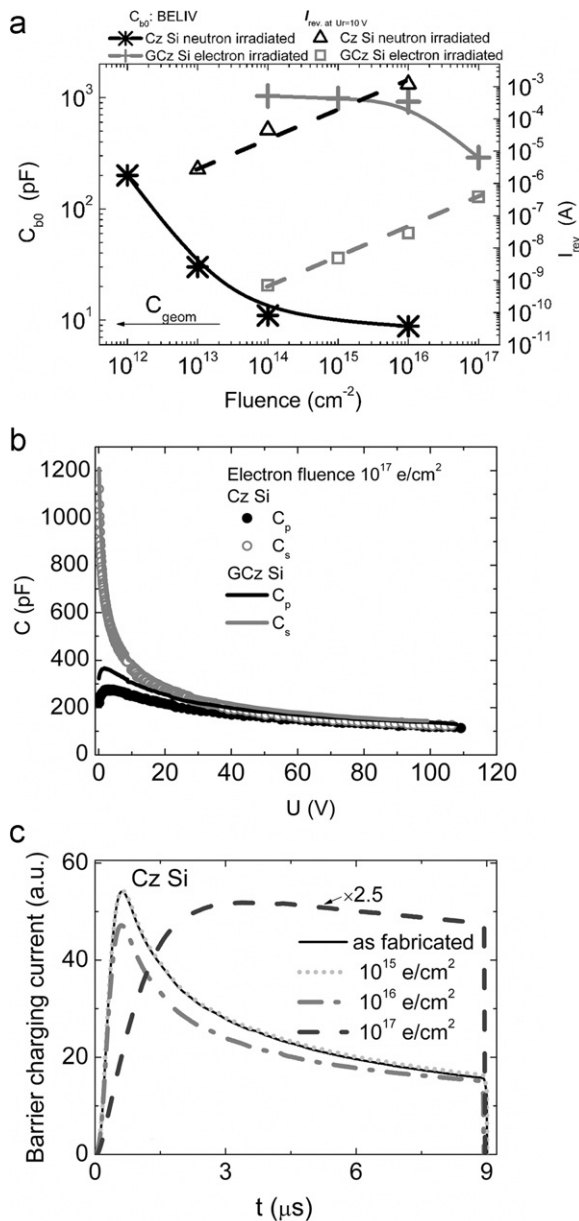 a
C_b0: BELIV
I_rev. at Ur=10 V
Cz Si neutron irradiated
Cz Si neutron irradiated
GCz Si electron irradiated
GCz Si electron irradiated
C_b0 (pF)
10^3
10^2
10^1
C_geom
10^-3
10^-4
10^-5
10^-6
10^-7
10^-8
10^-9
10^-10
10^-11
I_rev (A)
10^12 10^13 10^14 10^15 10^16 10^17
Fluence (cm^-2)
b
C (pF)
1200
1000
800
600
400
200
0
Electron fluence 10^17 e/cm^2
Cz Si
C_p
C_s
GCz Si
C_p
C_s
0 20 40 60 80 100 120
U (V)
c
Barrier charging current (a.u.)
60
40
20
0
Cz Si
×2.5
as fabricated
10^15 e/cm^2
10^16 e/cm^2
10^17 e/cm^2
0 3 6 9
t (μs)